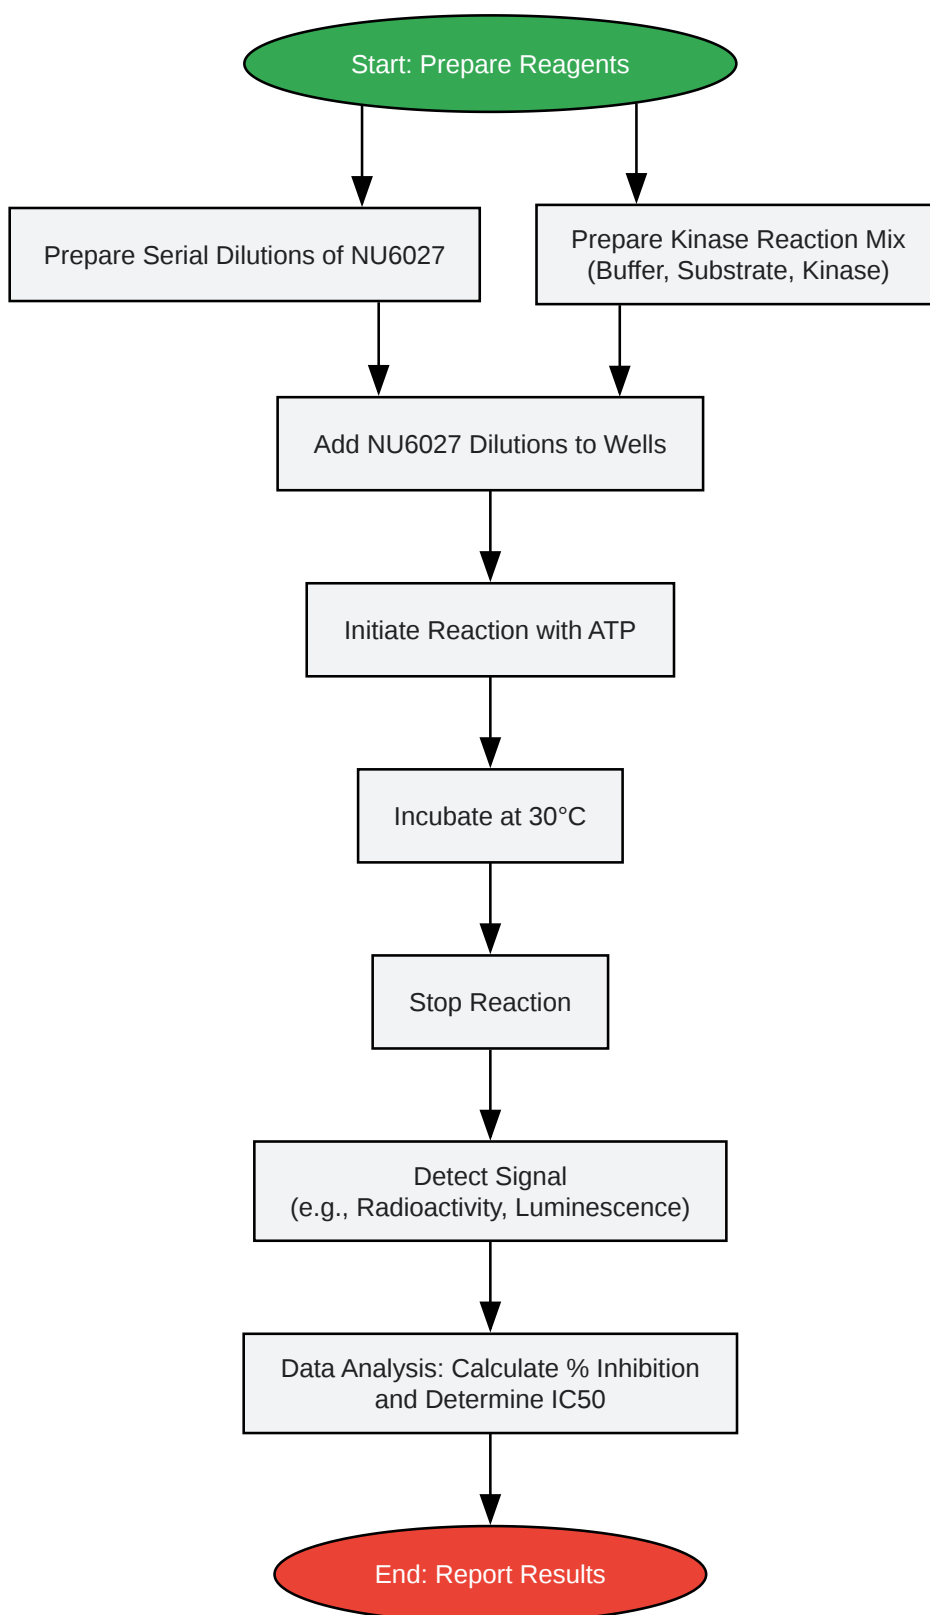 Start: Prepare Reagents
Prepare Serial Dilutions of NU6027
Prepare Kinase Reaction Mix
(Buffer, Substrate, Kinase)
Add NU6027 Dilutions to Wells
Initiate Reaction with ATP
Incubate at 30°C
Stop Reaction
Detect Signal
(e.g., Radioactivity, Luminescence)
Data Analysis: Calculate % Inhibition
and Determine IC50
End: Report Results